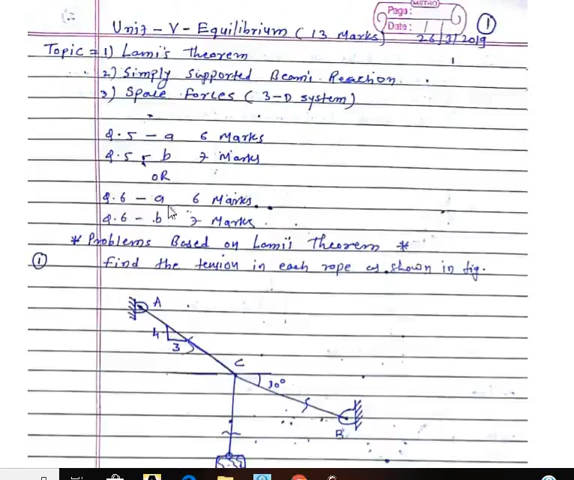 METRO
Page:
Date: 26/3/2019
①
Unit - V - Equilibrium (13 Marks)
Topic = 1) Lami's Theorem
2) Simply Supported Beam's Reaction.
3) Space Forces (3-D system)
Q.5 - a 6 Marks
Q.5 - b 7 Marks
OR
Q.6 - a 6 Marks.
Q.6 - b 7 Marks.
* Problems Based on Lami's Theorem *
① Find the tension in each rope as shown in fig.
A
4
3
C
B